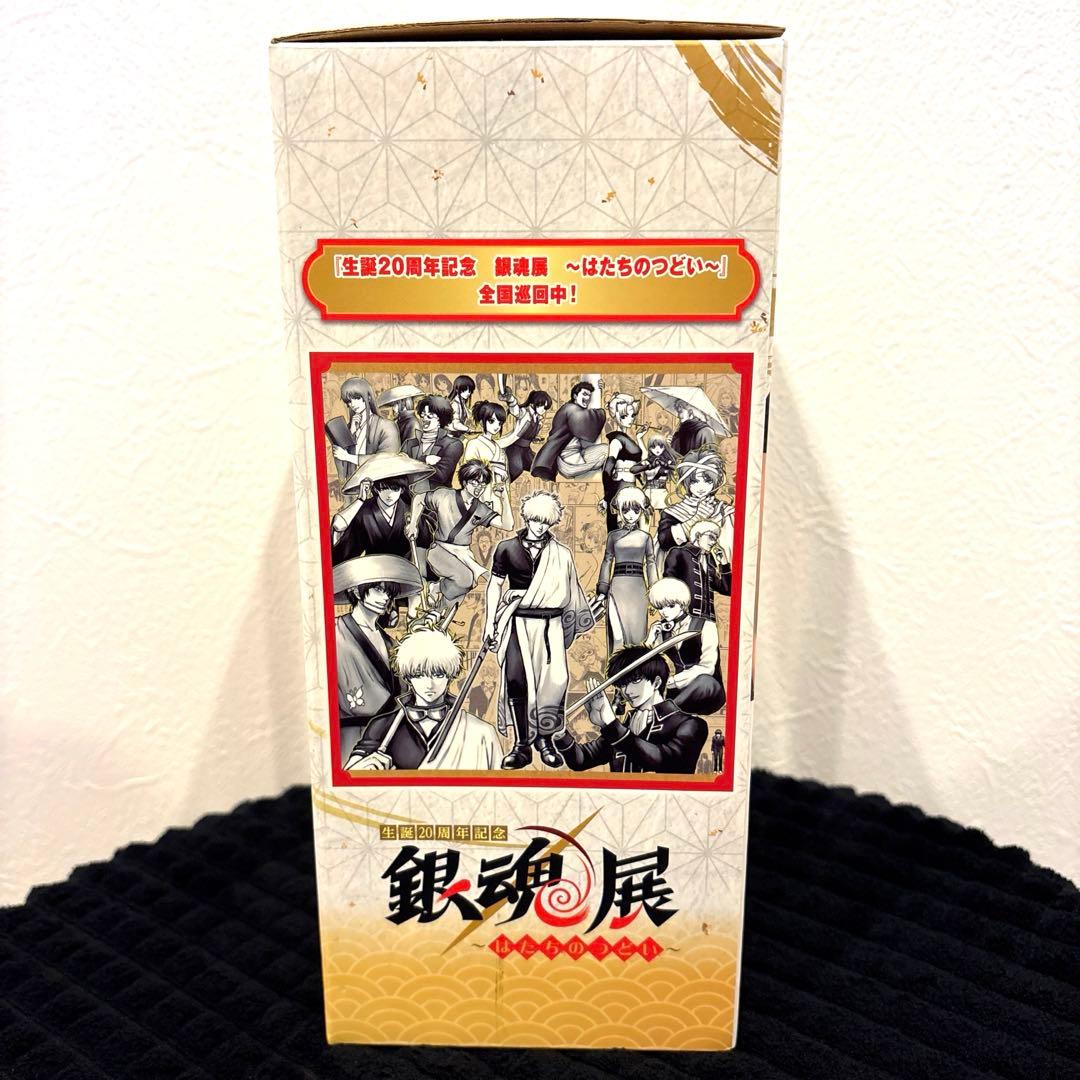 『生誕20周年記念 銀魂展 ～はたちのつどい～』
全国巡回中！
生誕20周年記念
銀魂展
～はたちのつどい～